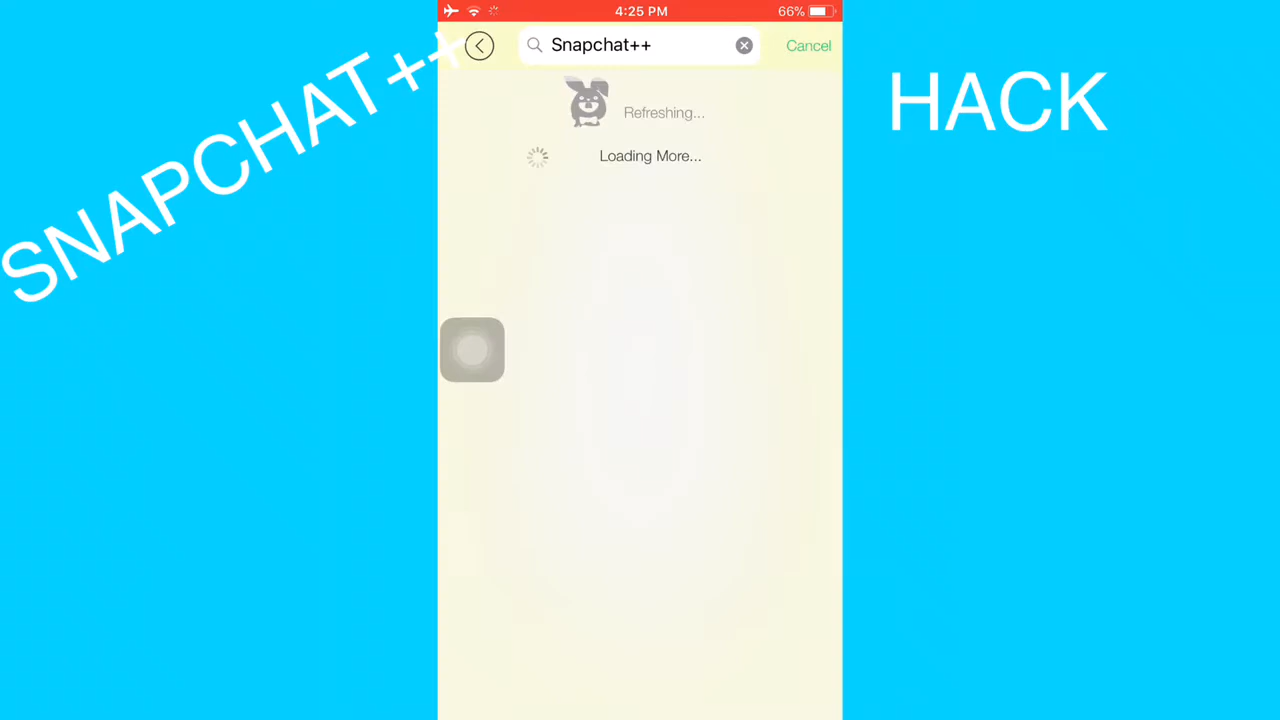 4:25 PM
66%
Snapchat++
Cancel
SNAPCHAT++
HACK
Refreshing...
Loading More...